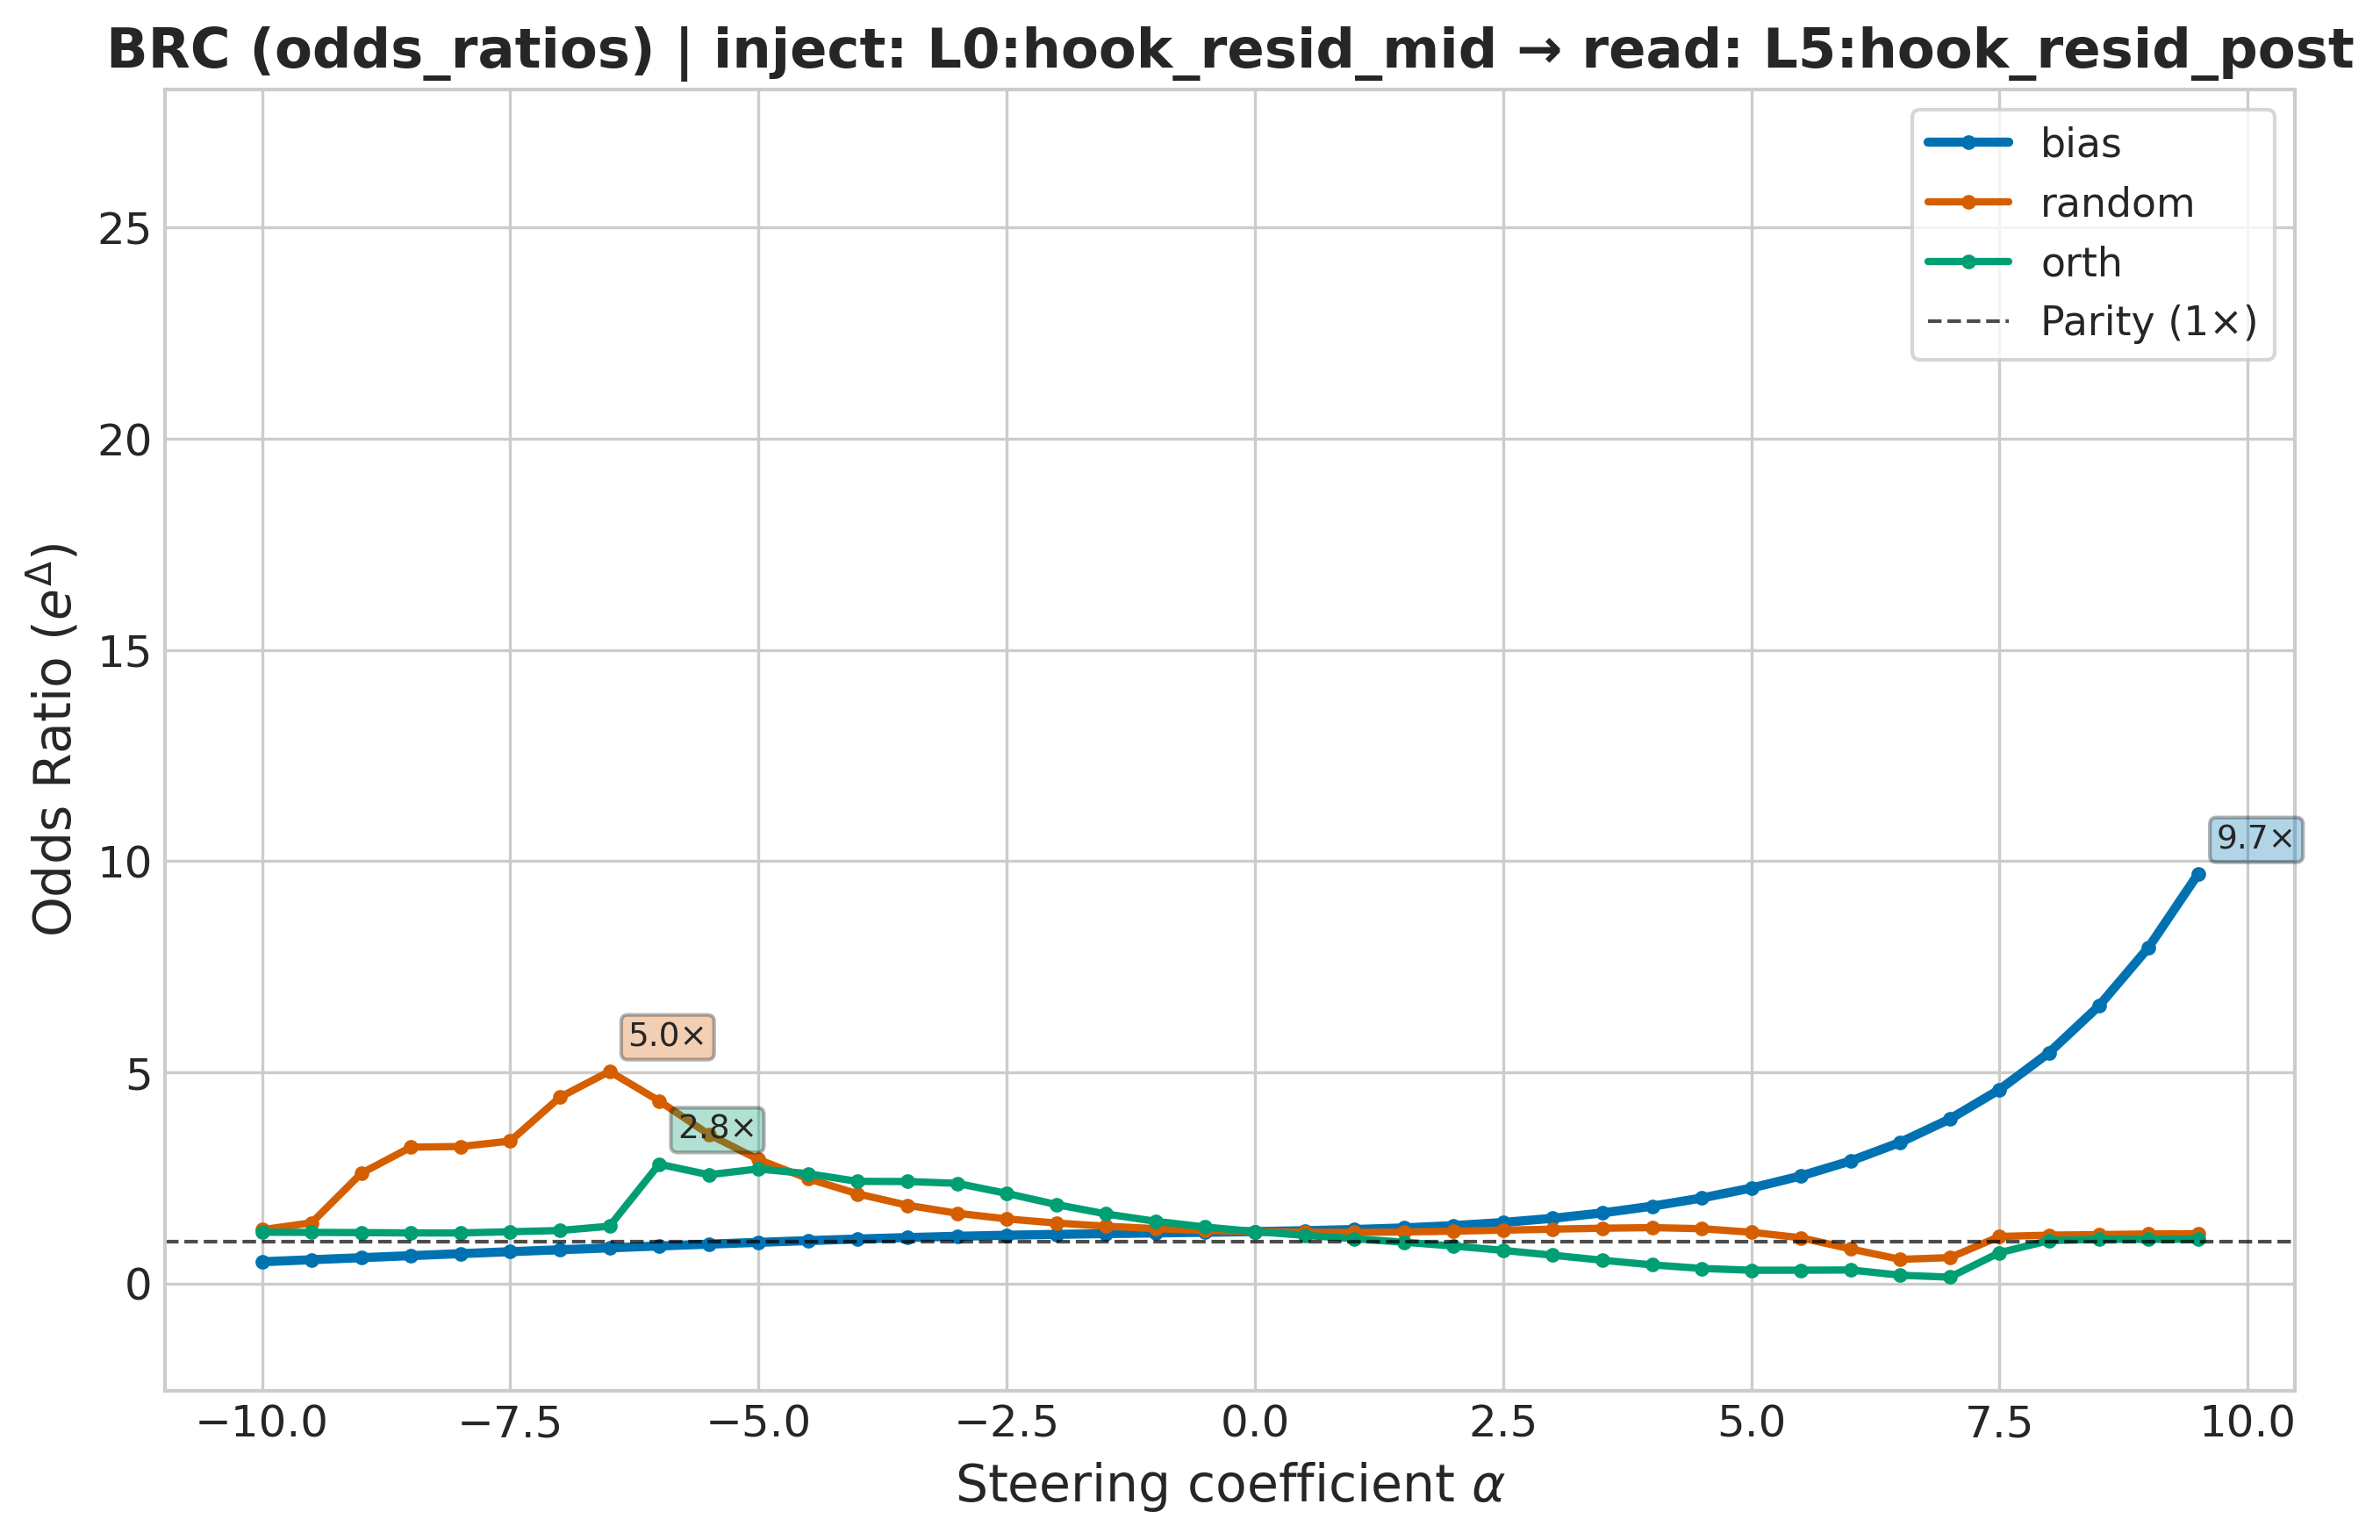 BRC (odds_ratios) | inject: L0:hook_resid_mid → read: L5:hook_resid_post
bias
random
orth
Parity (1×)
25
20
15
10
5
0
Odds Ratio (e^Δ)
9.7×
5.0×
2.8×
−10.0 −7.5 −5.0 −2.5 0.0 2.5 5.0 7.5 10.0
Steering coefficient α